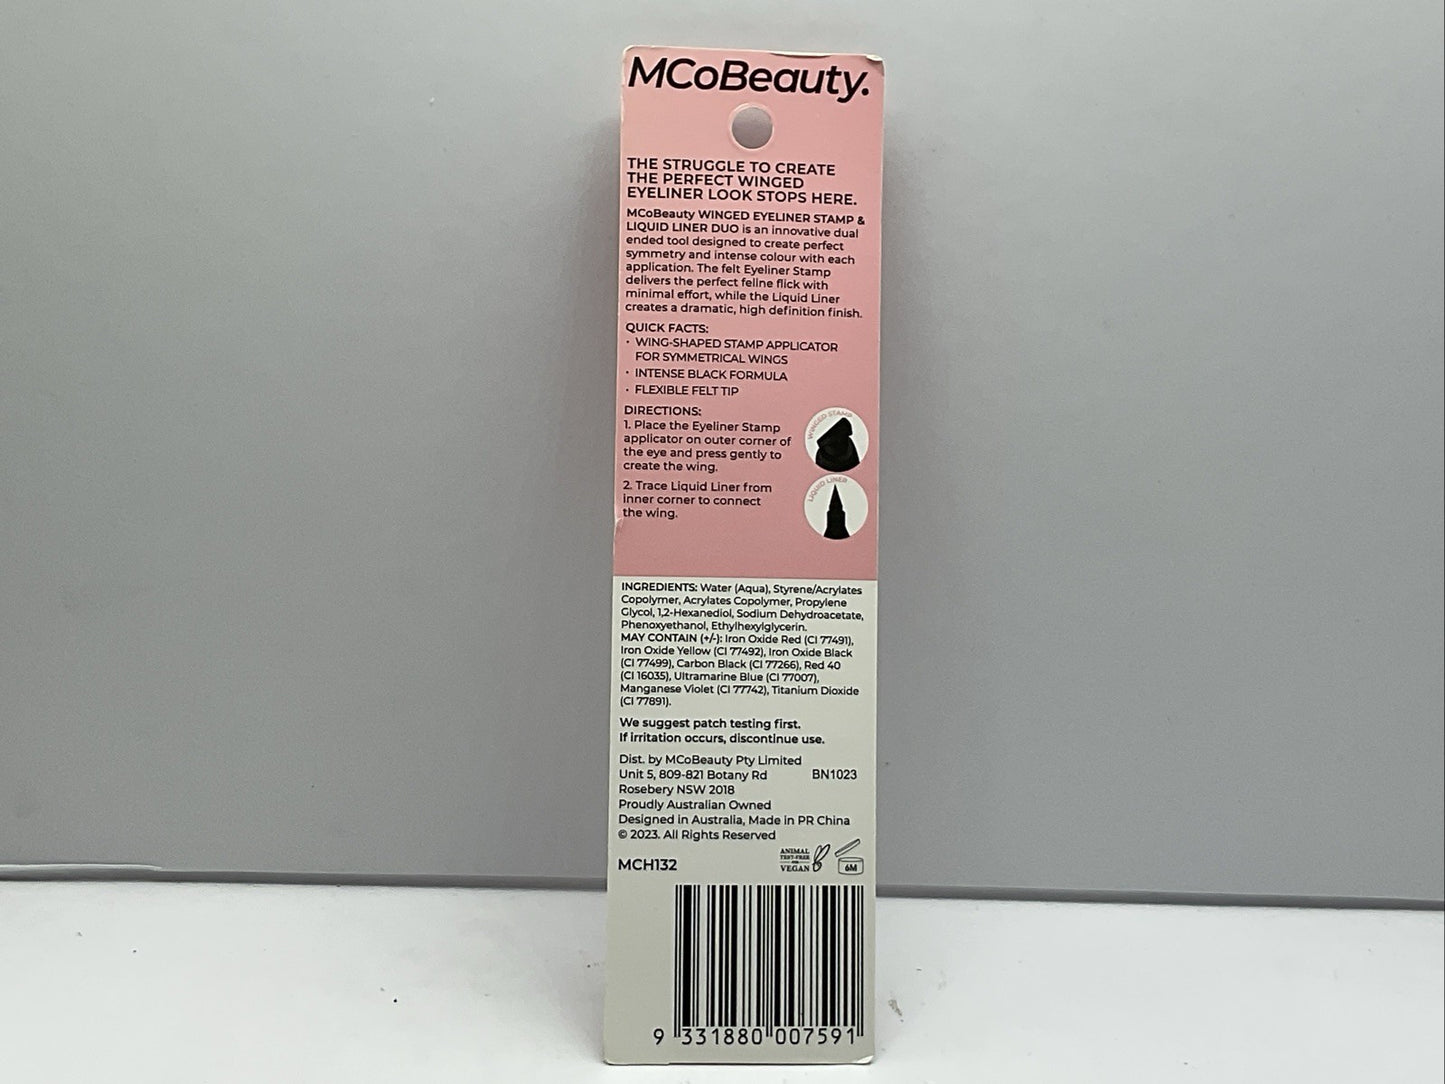 MCoBeauty.
THE STRUGGLE TO CREATE
THE PERFECT WINGED
EYELINER LOOK STOPS HERE.
MCoBeauty WINGED EYELINER STAMP &
LIQUID LINER DUO is an innovative dual
ended tool designed to create perfect
symmetry and intense colour with each
application. The felt Eyeliner Stamp
delivers the perfect feline flick with
minimal effort, while the Liquid Liner
creates a dramatic, high definition finish.
QUICK FACTS:
· WING-SHAPED STAMP APPLICATOR
FOR SYMMETRICAL WINGS
· INTENSE BLACK FORMULA
· FLEXIBLE FELT TIP
DIRECTIONS:
1. Place the Eyeliner Stamp
applicator on outer corner of
the eye and press gently to
create the wing.
WINGED STAMP
2. Trace Liquid Liner from
inner corner to connect
the wing.
LIQUID LINER
INGREDIENTS: Water (Aqua), Styrene/Acrylates
Copolymer, Acrylates Copolymer, Propylene
Glycol, 1,2-Hexanediol, Sodium Dehydroacetate,
Phenoxyethanol, Ethylhexylglycerin.
MAY CONTAIN (+/-): Iron Oxide Red (CI 77491),
Iron Oxide Yellow (CI 77492), Iron Oxide Black
(CI 77499), Carbon Black (CI 77266), Red 40
(CI 16035), Ultramarine Blue (CI 77007),
Manganese Violet (CI 77742), Titanium Dioxide
(CI 77891).
We suggest patch testing first.
If irritation occurs, discontinue use.
Dist. by MCoBeauty Pty Limited
Unit 5, 809-821 Botany Rd BN1023
Rosebery NSW 2018
Proudly Australian Owned
Designed in Australia, Made in PR China
© 2023. All Rights Reserved
MCH132
ANIMAL
TEST-FREE
VEGAN
6M
9 331880 007591